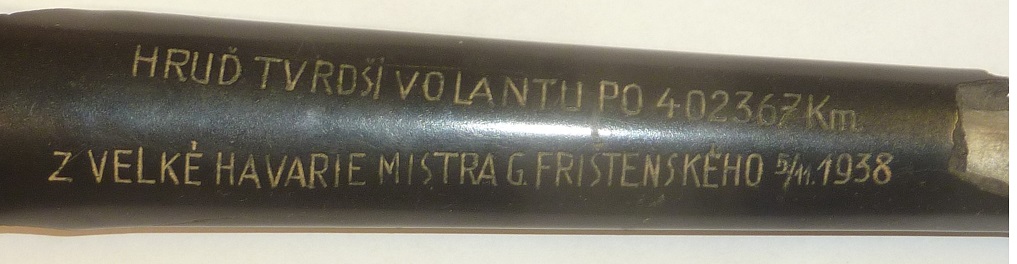 HRUĎ TVRDŠÍ VOLANTU PO 402367 Km
Z VELKÉ HAVARIE MISTRA G. FRIŠTENSKÉHO 5/11. 1938